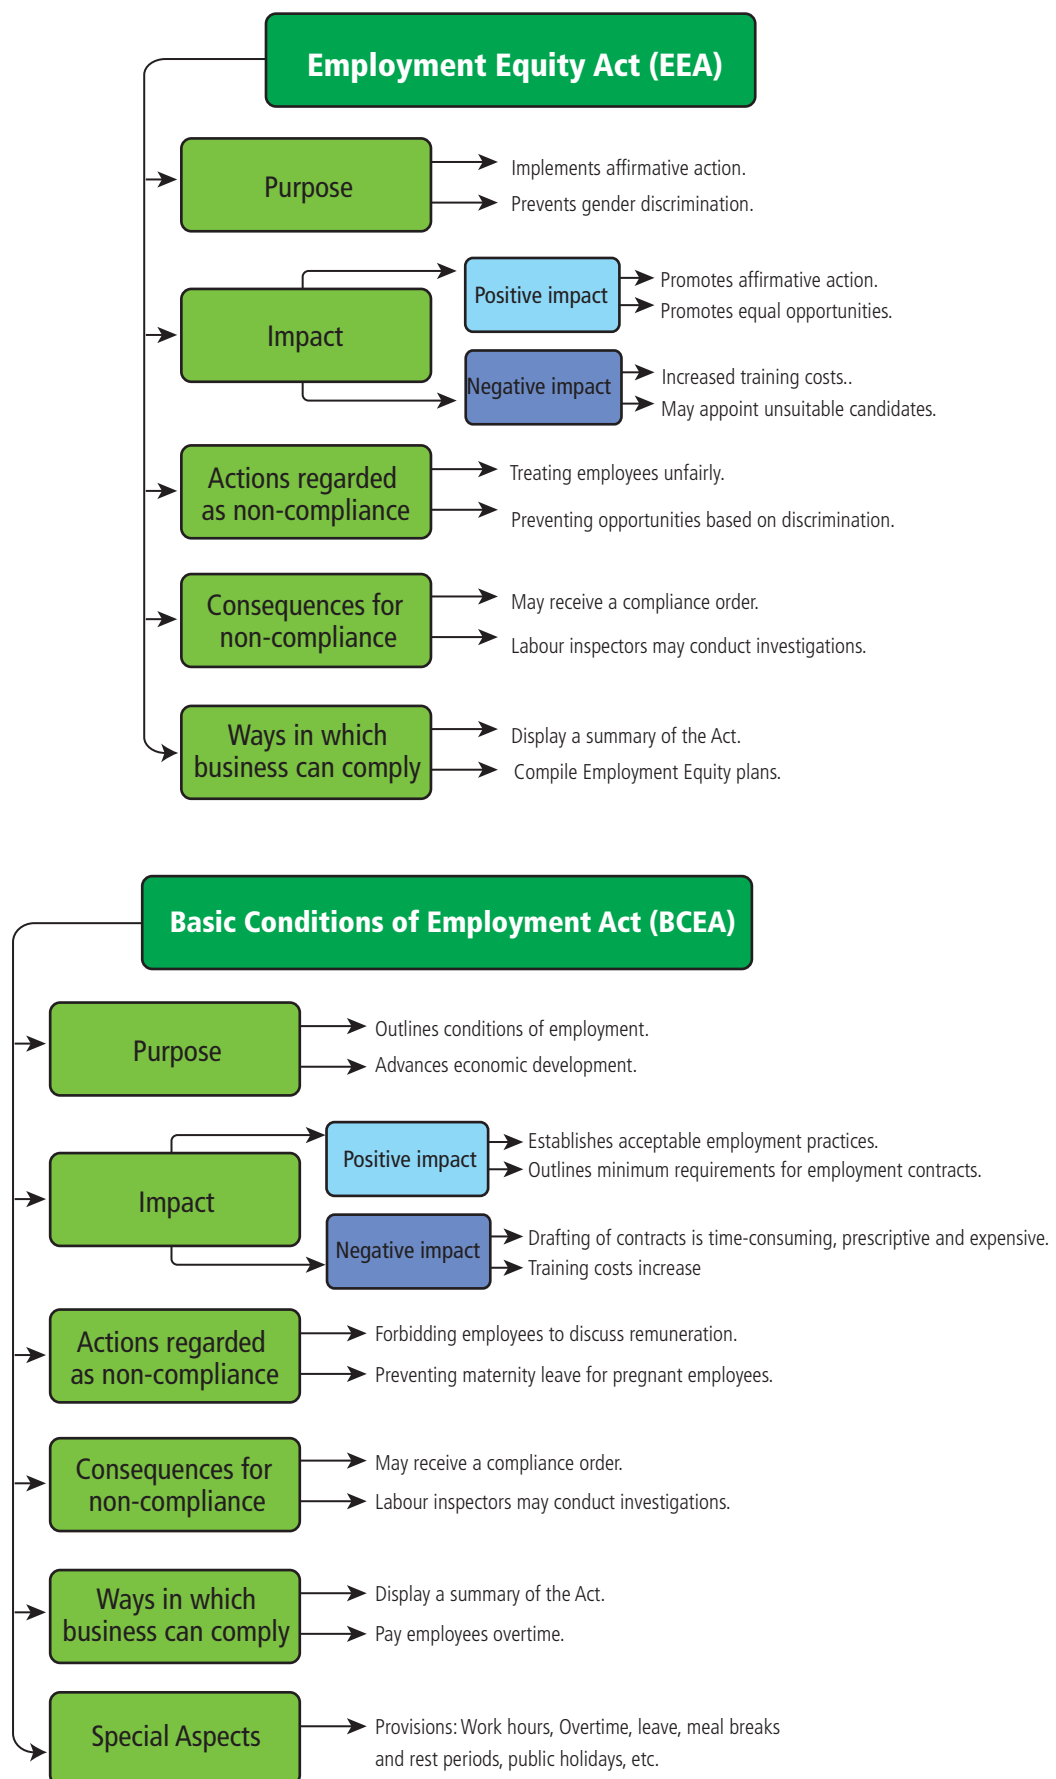 Employment Equity Act (EEA)
Purpose
Implements affirmative action.
Prevents gender discrimination.
Impact
Positive impact
Promotes affirmative action.
Promotes equal opportunities.
Negative impact
Increased training costs..
May appoint unsuitable candidates.
Actions regarded
as non-compliance
Treating employees unfairly.
Preventing opportunities based on discrimination.
Consequences for
non-compliance
May receive a compliance order.
Labour inspectors may conduct investigations.
Ways in which
business can comply
Display a summary of the Act.
Compile Employment Equity plans.
Basic Conditions of Employment Act (BCEA)
Purpose
Outlines conditions of employment.
Advances economic development.
Impact
Positive impact
Establishes acceptable employment practices.
Outlines minimum requirements for employment contracts.
Negative impact
Drafting of contracts is time-consuming, prescriptive and expensive.
Training costs increase
Actions regarded
as non-compliance
Forbidding employees to discuss remuneration.
Preventing maternity leave for pregnant employees.
Consequences for
non-compliance
May receive a compliance order.
Labour inspectors may conduct investigations.
Ways in which
business can comply
Display a summary of the Act.
Pay employees overtime.
Special Aspects
Provisions: Work hours, Overtime, leave, meal breaks
and rest periods, public holidays, etc.